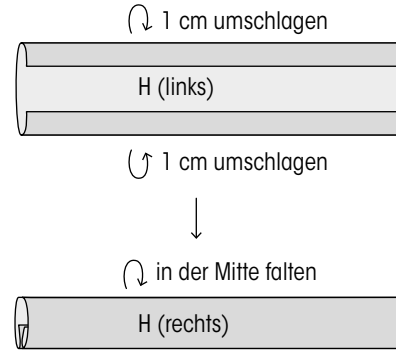 1 cm umschlagen
H (links)
1 cm umschlagen
in der Mitte falten
H (rechts)